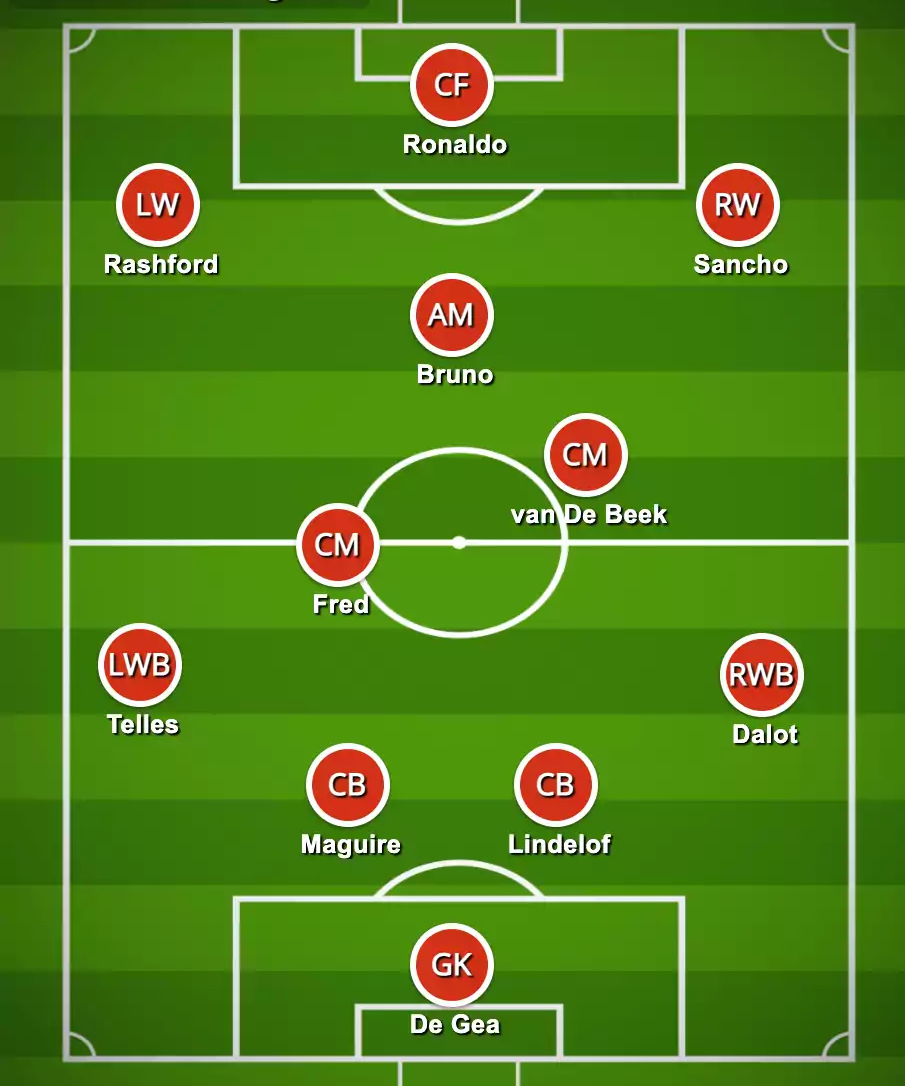 CF
Ronaldo
LW
RW
Rashford
Sancho
AM
Bruno
CM
van De Beek
CM
Fred
LWB
RWB
Telles
Dalot
CB
CB
Maguire
Lindelof
GK
De Gea